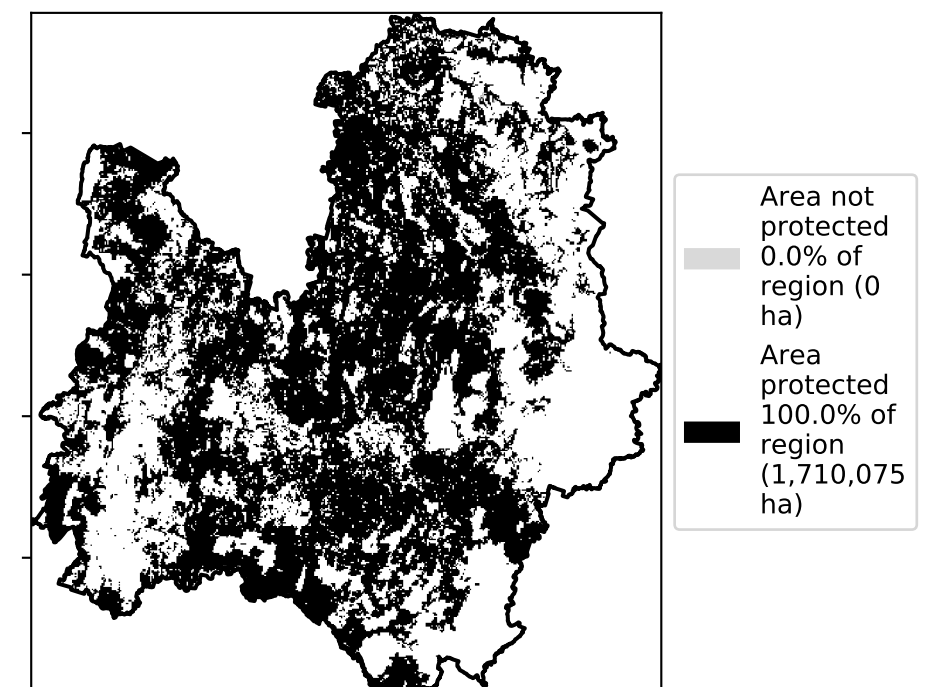 Area not
protected
0.0% of
region (0
ha)
Area
protected
100.0% of
region
(1,710,075
ha)